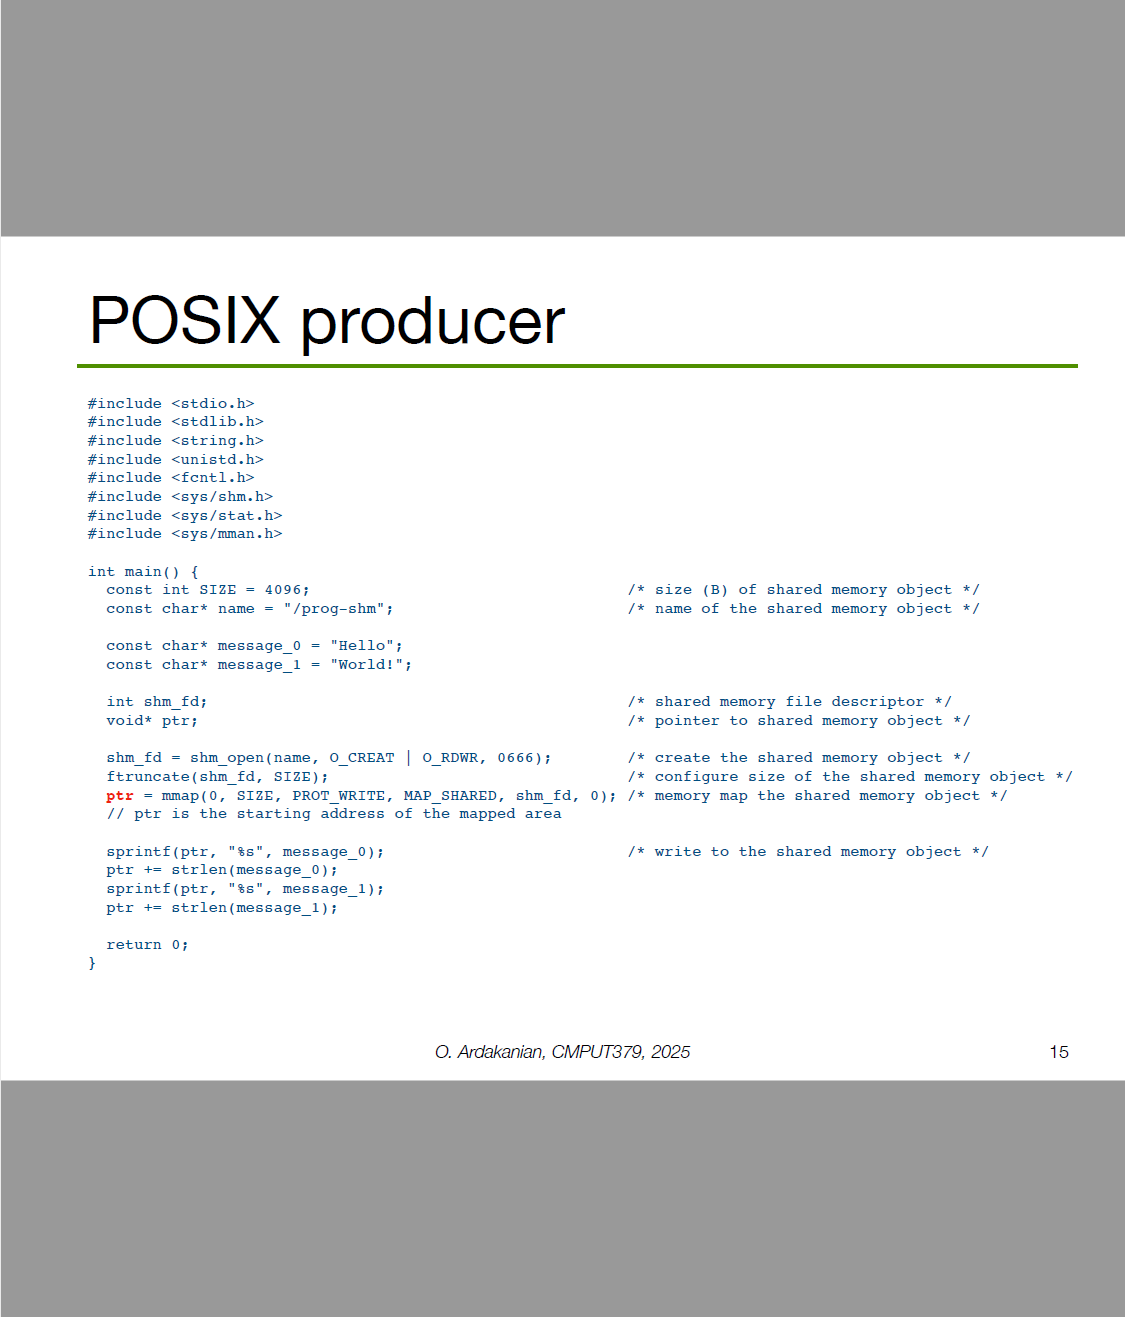 POSIX producer
#include <stdio.h>
#include <stdlib.h>
#include <string.h>
#include <unistd.h>
#include <fcntl.h>
#include <sys/shm.h>
#include <sys/stat.h>
#include <sys/mman.h>
int main() {
const int SIZE = 4096; /* size (B) of shared memory object */
const char* name = "/prog-shm"; /* name of the shared memory object */
const char* message_0 = "Hello";
const char* message_1 = "World!";
int shm_fd; /* shared memory file descriptor */
void* ptr; /* pointer to shared memory object */
shm_fd = shm_open(name, O_CREAT | O_RDWR, 0666); /* create the shared memory object */
ftruncate(shm_fd, SIZE); /* configure size of the shared memory object */
ptr = mmap(0, SIZE, PROT_WRITE, MAP_SHARED, shm_fd, 0); /* memory map the shared memory object */
// ptr is the starting address of the mapped area
sprintf(ptr, "%s", message_0); /* write to the shared memory object */
ptr += strlen(message_0);
sprintf(ptr, "%s", message_1);
ptr += strlen(message_1);
return 0;
}
O. Ardakanian, CMPUT379, 2025 15